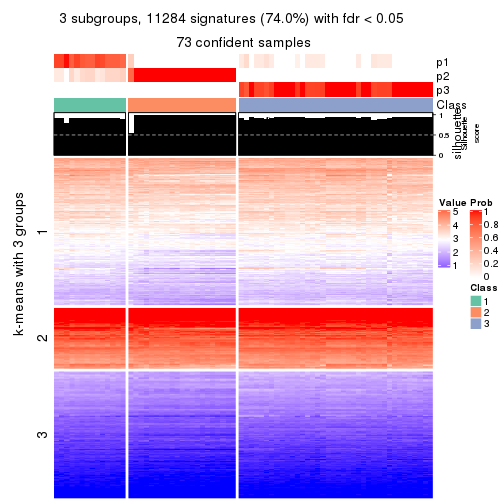 3 subgroups, 11284 signatures (74.0%) with fdr < 0.05
73 confident samples
p1
p2
p3
Class
1
0.5
0
silhouette
Silhouette
score
k-means with 3 groups
1
2
3
Value
5
4
3
2
1
Prob
1
0.8
0.6
0.4
0.2
0
Class
1
2
3